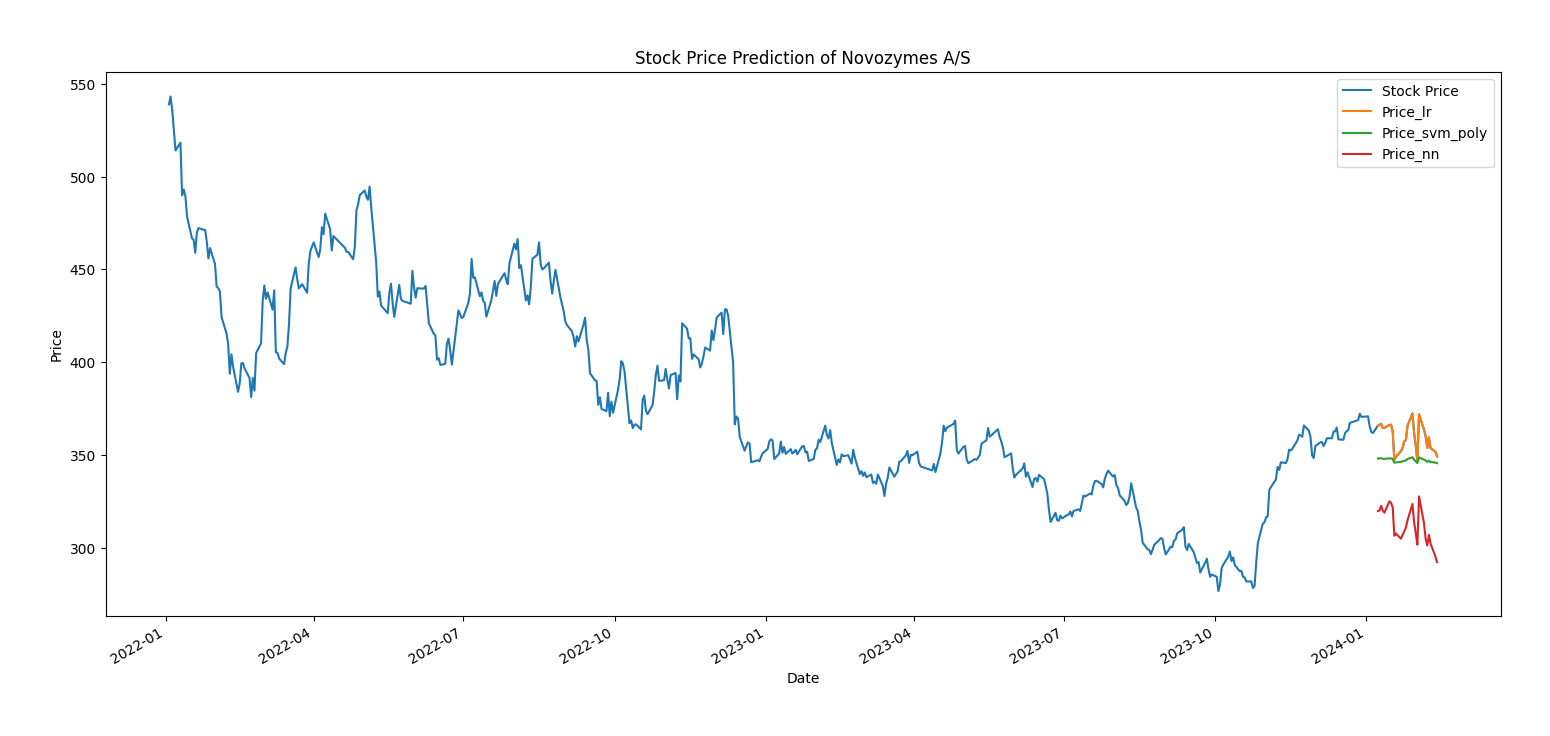 Stock Price Prediction of Novozymes A/S
550
500
450
400
350
300
Price
Stock Price
Price_lr
Price_svm_poly
Price_nn
2022-01
2022-04
2022-07
2022-10
2023-01
2023-04
2023-07
2023-10
2024-01
Date